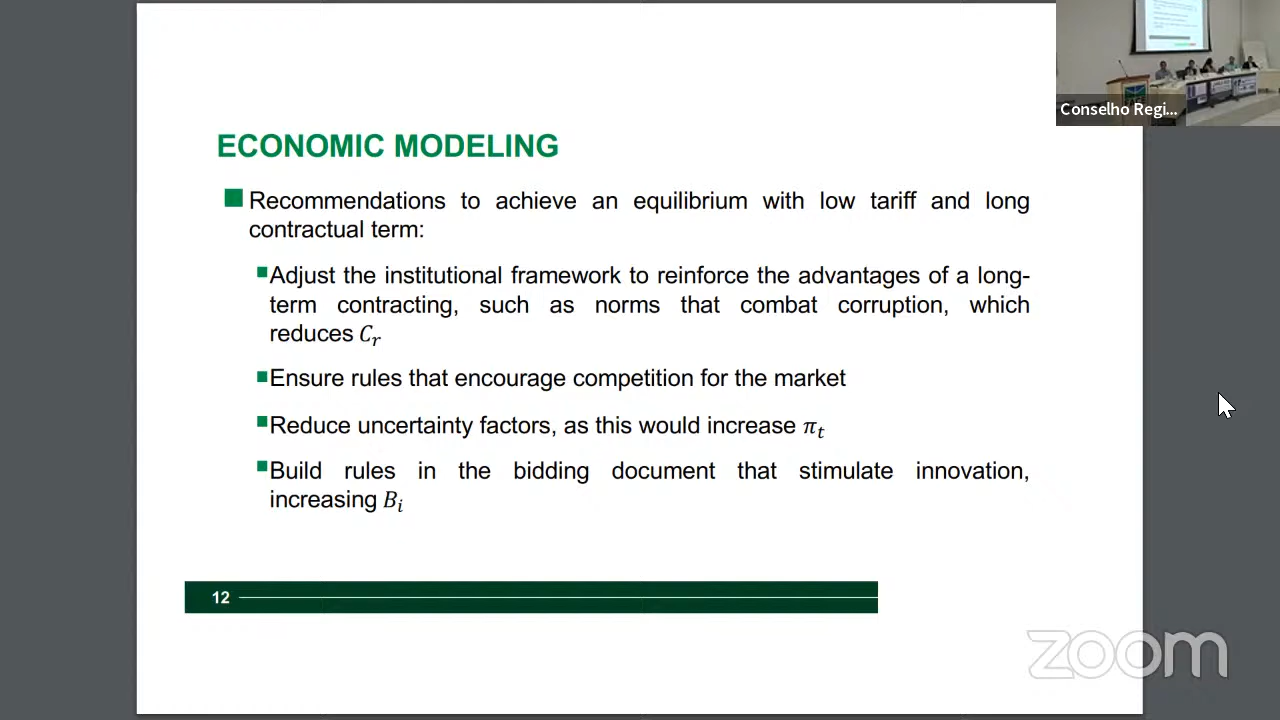 Conselho Regi...
ECONOMIC MODELING
Recommendations to achieve an equilibrium with low tariff and long
contractual term:
Adjust the institutional framework to reinforce the advantages of a long-
term contracting, such as norms that combat corruption, which
reduces Cᵣ
Ensure rules that encourage competition for the market
Reduce uncertainty factors, as this would increase πₜ
Build rules in the bidding document that stimulate innovation,
increasing Bᵢ
12
zoom